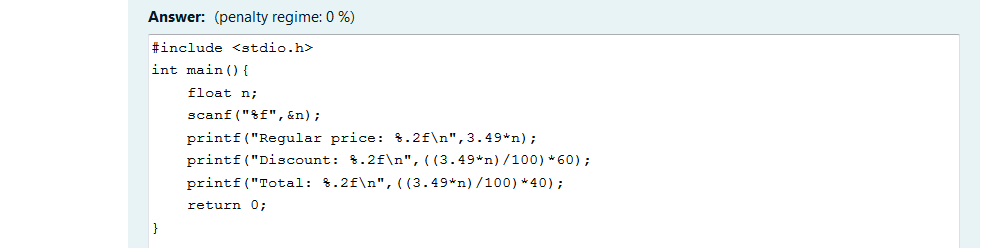 Answer: (penalty regime: 0 %)
#include <stdio.h>
int main(){
    float n;
    scanf("%f",&n);
    printf("Regular price: %.2f\n",3.49*n);
    printf("Discount: %.2f\n",((3.49*n)/100)*60);
    printf("Total: %.2f\n",((3.49*n)/100)*40);
    return 0;
}